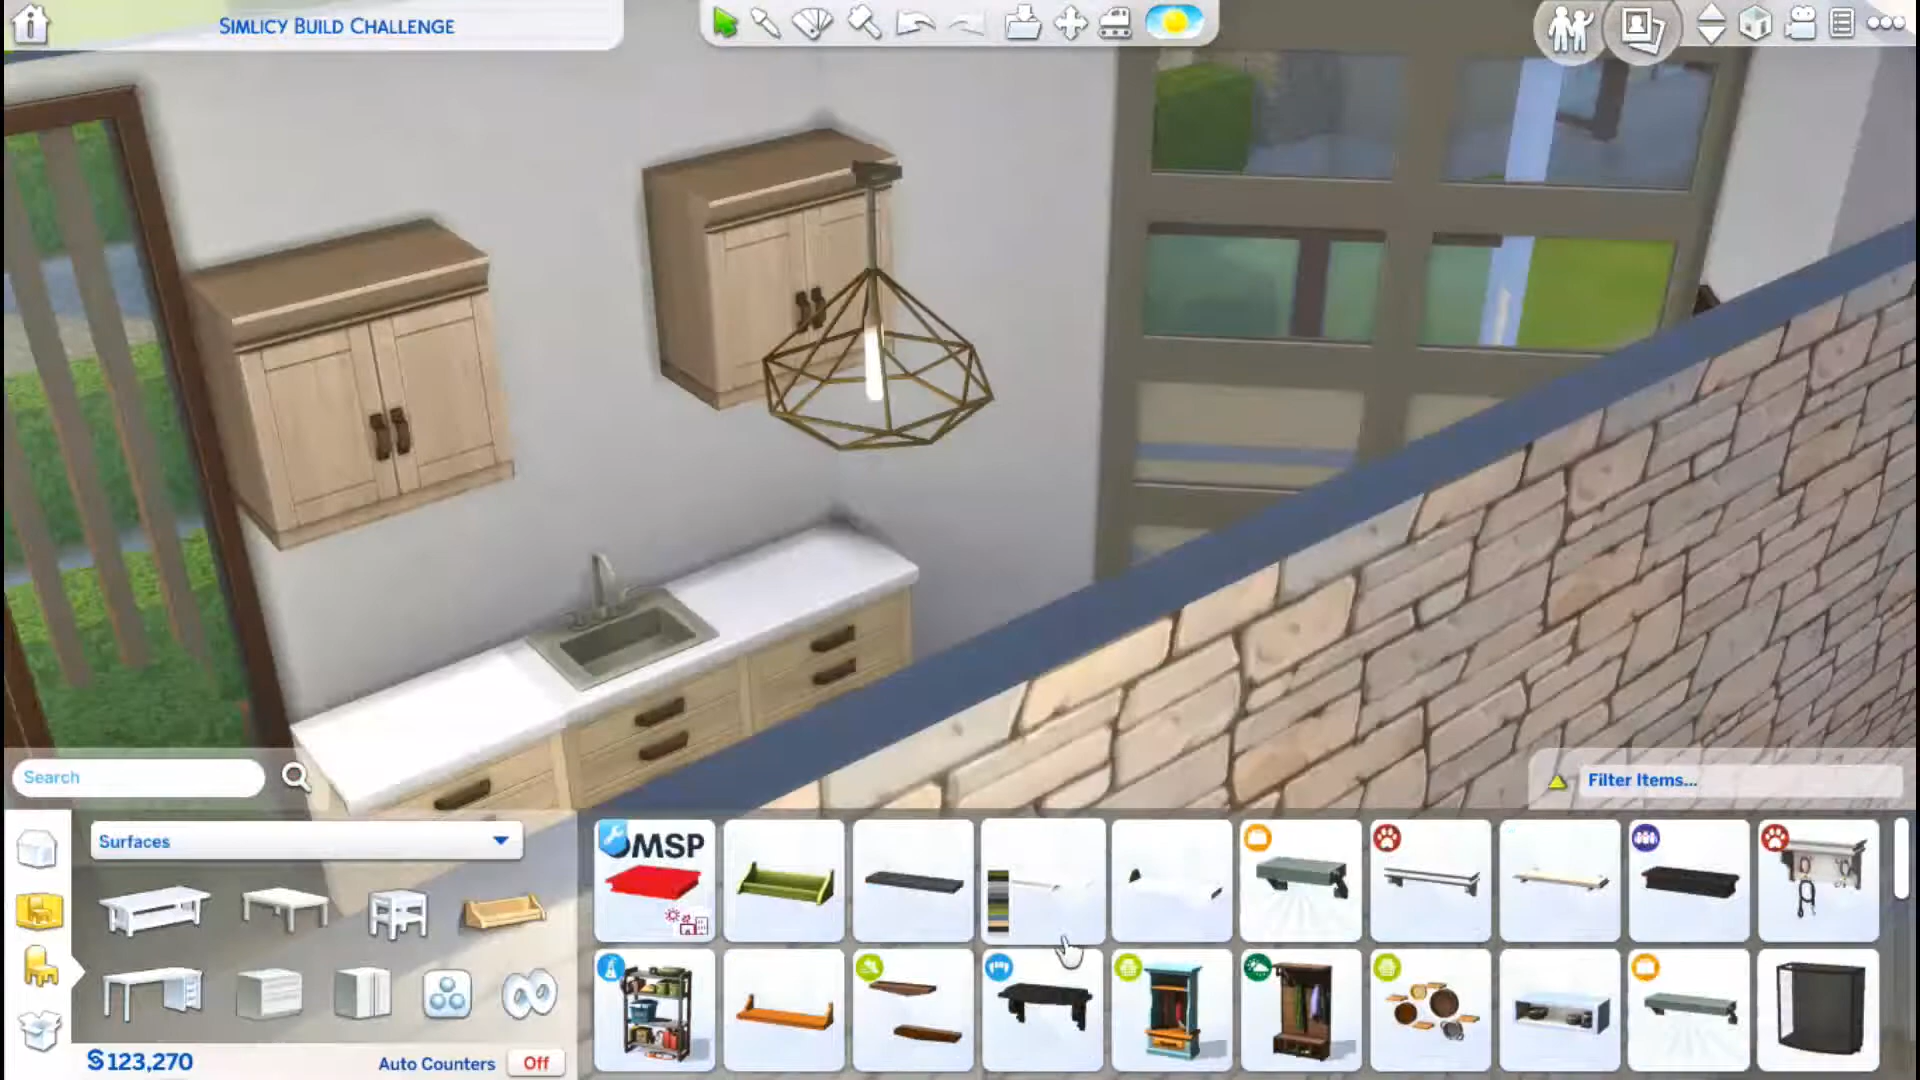 SIMLICY BUILD CHALLENGE
Search
Filter Items...
Surfaces
MSP
§123,270
Auto Counters
Off